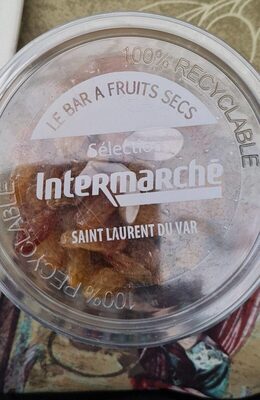 100% RECYCLABLE
LE BAR A FRUITS SECS
Sélection
Intermarché
SAINT LAURENT DU VAR
100% RECYCLABLE